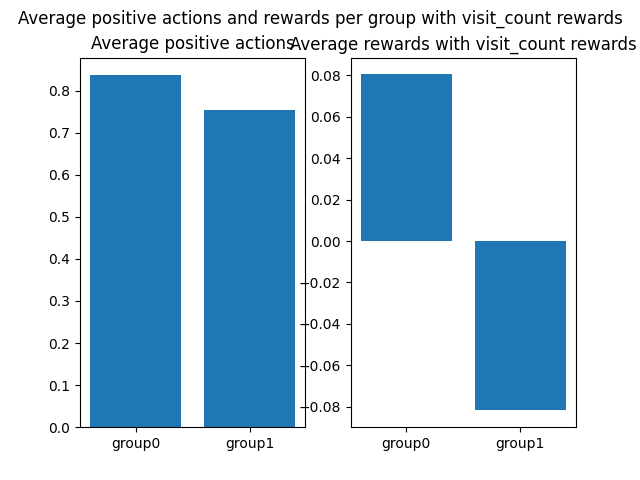 Average positive actions and rewards per group with visit_count rewards
Average positive actions
Average rewards with visit_count rewards
0.8
0.7
0.6
0.5
0.4
0.3
0.2
0.1
0.0
group0
group1
0.08
0.06
0.04
0.02
0.00
−0.02
−0.04
−0.06
−0.08
group0
group1